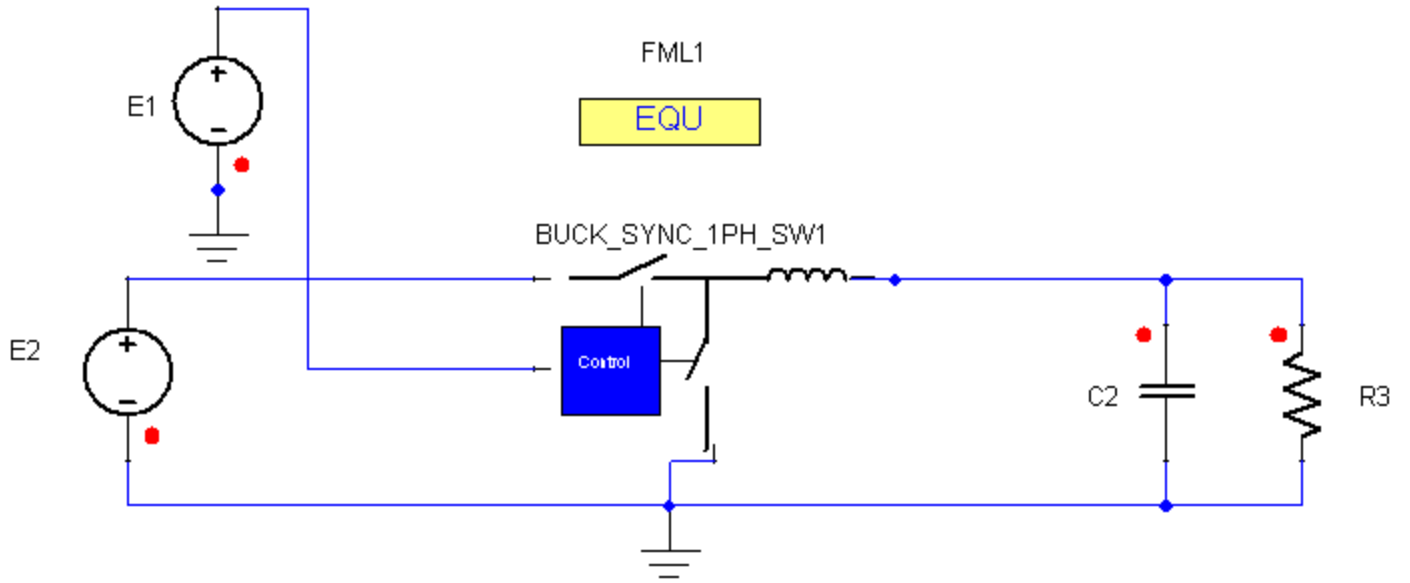 FML1
E1
EQU
BUCK_SYNC_1PH_SW1
E2
Control
C2
R3